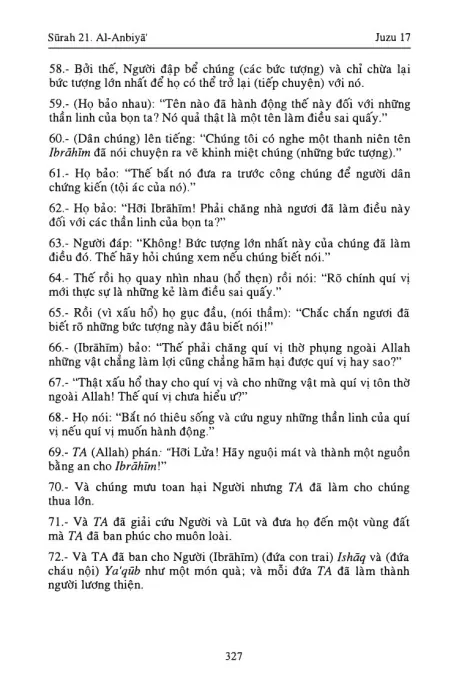 Sūrah 21. Al-Anbiyā' Juzu 17
58.- Bởi thế, Người đập bể chúng (các bức tượng) và chỉ chừa lại
bức tượng lớn nhất để họ có thể trở lại (tiếp chuyện) với nó.
59.- (Họ bảo nhau): “Tên nào đã hành động thế này đối với những
thần linh của bọn ta? Nó quả thật là một tên làm điều sai quấy.”
60.- (Dân chúng) lên tiếng: “Chúng tôi có nghe một thanh niên tên
Ibrāhīm đã nói chuyện ra vẽ khinh miệt chúng (những bức tượng).”
61.- Họ bảo: “Thế bắt nó đưa ra trước công chúng để người dân
chứng kiến (tội ác của nó).”
62.- Họ bảo: “Hỡi Ibrāhīm! Phải chăng nhà ngươi đã làm điều này
đối với các thần linh của bọn ta?”
63.- Người đáp: “Không! Bức tượng lớn nhất này của chúng đã làm
điều đó. Thế hãy hỏi chúng xem nếu chúng biết nói.”
64.- Thế rồi họ quay nhìn nhau (hổ thẹn) rồi nói: “Rõ chính quí vị
mới thực sự là những kẻ làm điều sai quấy.”
65.- Rồi (vì xấu hổ) họ gục đầu, (nói thầm): “Chắc chắn ngươi đã
biết rõ những bức tượng này đâu biết nói!”
66.- (Ibrāhīm) bảo: “Thế phải chăng quí vị thờ phụng ngoài Allah
những vật chẳng làm lợi cũng chẳng hãm hại được quí vị hay sao?”
67.- “Thật xấu hổ thay cho quí vị và cho những vật mà quí vị tôn thờ
ngoài Allah! Thế quí vị chưa hiểu ư?”
68.- Họ nói: “Bắt nó thiêu sống và cứu nguy những thần linh của quí
vị nếu quí vị muốn hành động.”
69.- TA (Allah) phán: “Hỡi Lửa! Hãy nguội mát và thành một nguồn
bằng an cho Ibrāhīm!”
70.- Và chúng mưu toan hại Người nhưng TA đã làm cho chúng
thua lớn.
71.- Và TA đã giải cứu Người và Lūt và đưa họ đến một vùng đất
mà TA đã ban phúc cho muôn loài.
72.- Và TA đã ban cho Người (Ibrāhīm) (đứa con trai) Ishāq và (đứa
cháu nội) Ya'qūb như một món quà; và mỗi đứa TA đã làm thành
người lương thiện.
327